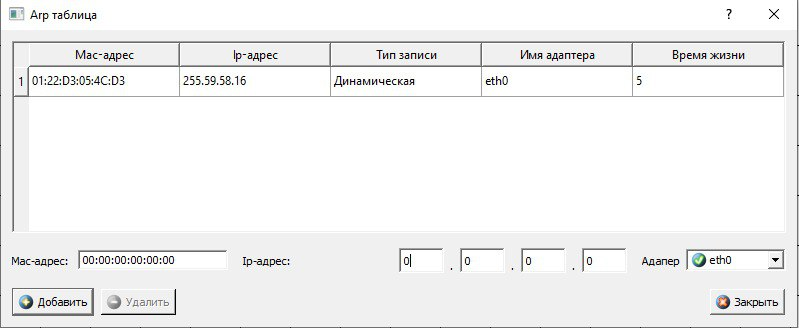 Arp таблица
Mac-адрес Ip-адрес Тип записи Имя адаптера Время жизни
1 01:22:D3:05:4C:D3 255.59.58.16 Динамическая eth0 5
Mac-адрес: 00:00:00:00:00:00 Ip-адрес: 0 . 0 . 0 . 0 Адапер eth0
Добавить Удалить Закрыть